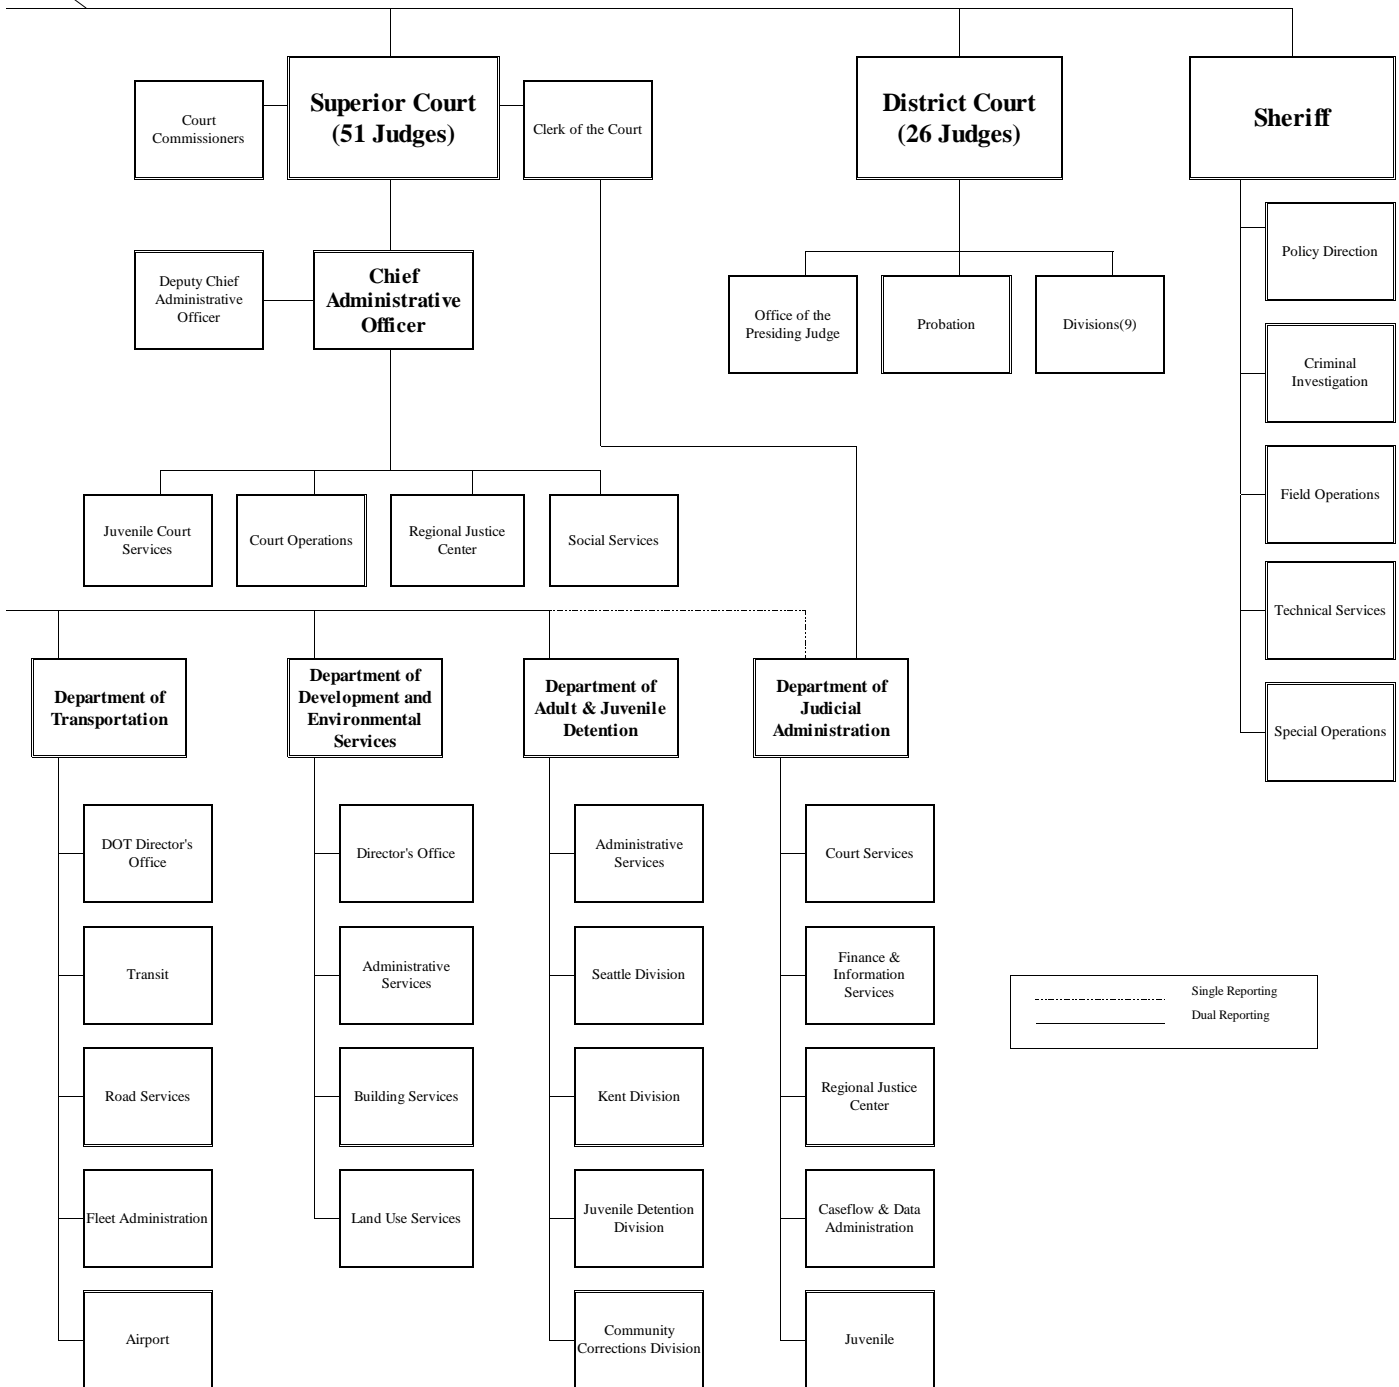 Court
Commissioners
Superior Court
(51 Judges)
Clerk of the Court
District Court
(26 Judges)
Sheriff
Policy Direction
Deputy Chief
Administrative
Officer
Chief
Administrative
Officer
Office of the
Presiding Judge
Probation
Divisions(9)
Criminal
Investigation
Field Operations
Juvenile Court
Services
Court Operations
Regional Justice
Center
Social Services
Technical Services
Special Operations
Department of
Transportation
Department of
Development and
Environmental
Services
Department of
Adult & Juvenile
Detention
Department of
Judicial
Administration
DOT Director's
Office
Director's Office
Administrative
Services
Court Services
Transit
Administrative
Services
Seattle Division
Finance &
Information
Services
Single Reporting
Dual Reporting
Road Services
Building Services
Kent Division
Regional Justice
Center
Fleet Administration
Land Use Services
Juvenile Detention
Division
Caseflow & Data
Administration
Airport
Community
Corrections Division
Juvenile